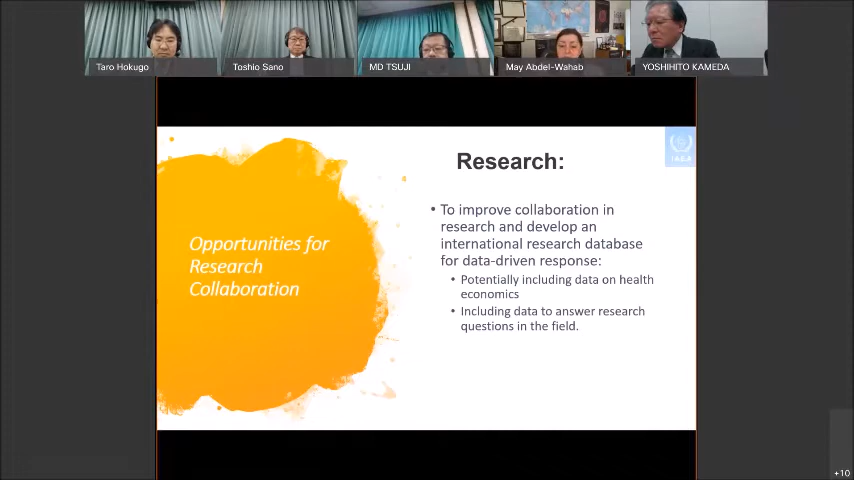 Taro Hokugo
Toshio Sano
MD TSUJI
May Abdel-Wahab
YOSHIHITO KAMEDA
IAEA
Research:
Opportunities for
Research
Collaboration
• To improve collaboration in
research and develop an
international research database
for data-driven response:
• Potentially including data on health
economics
• Including data to answer research
questions in the field.
+10